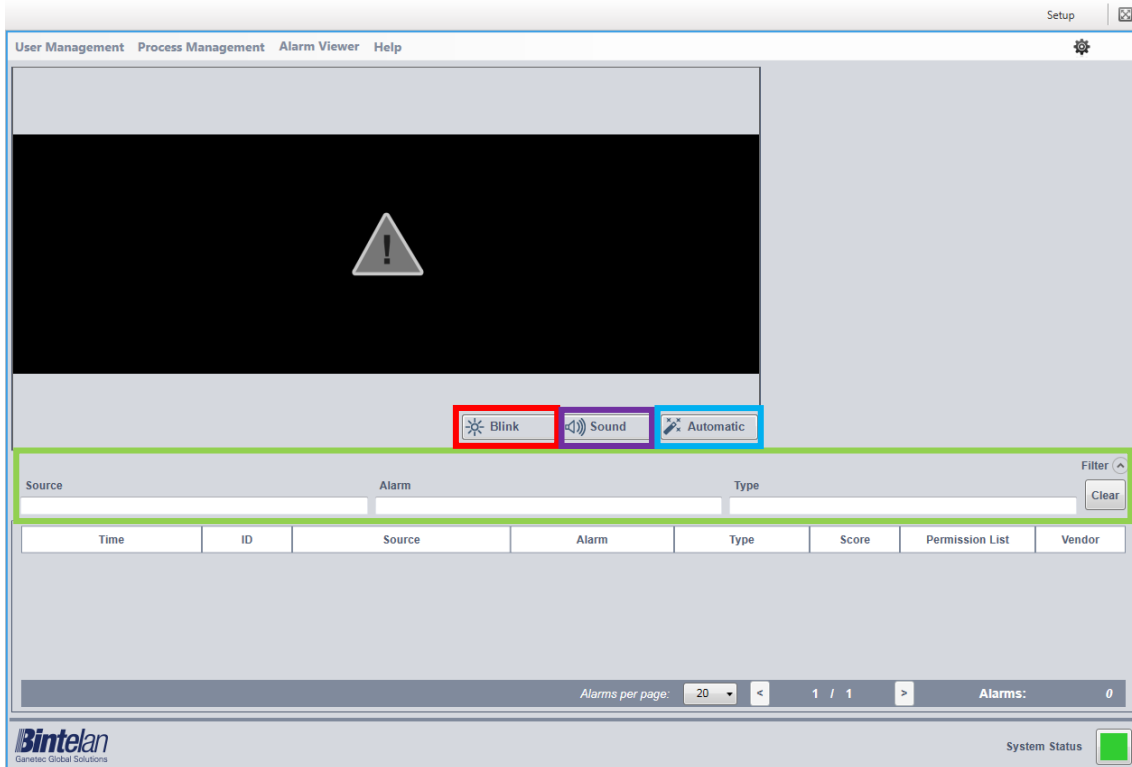 Setup
User Management Process Management Alarm Viewer Help
!
Blink Sound Automatic
Filter
Source Alarm Type
Clear
Time ID Source Alarm Type Score Permission List Vendor
Alarms per page: 20 < 1 / 1 > Alarms: 0
Bintelan
Ganetec Global Solutions
System Status